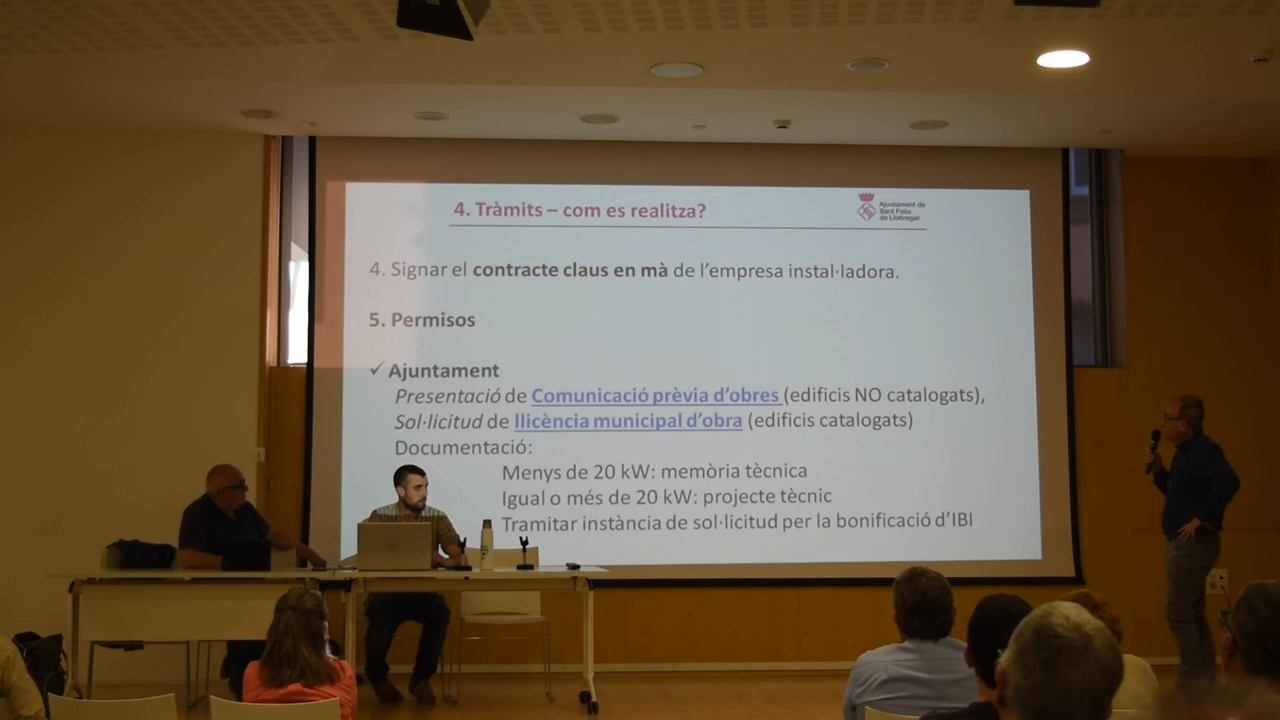 4. Tràmits – com es realitza?
Ajuntament de
Sant Feliu
de Llobregat
4. Signar el contracte claus en mà de l'empresa instal·ladora.
5. Permisos
✓ Ajuntament
Presentació de Comunicació prèvia d'obres (edificis NO catalogats),
Sol·licitud de llicència municipal d'obra (edificis catalogats)
Documentació:
Menys de 20 kW: memòria tècnica
Igual o més de 20 kW: projecte tècnic
Tramitar instància de sol·licitud per la bonificació d'IBI